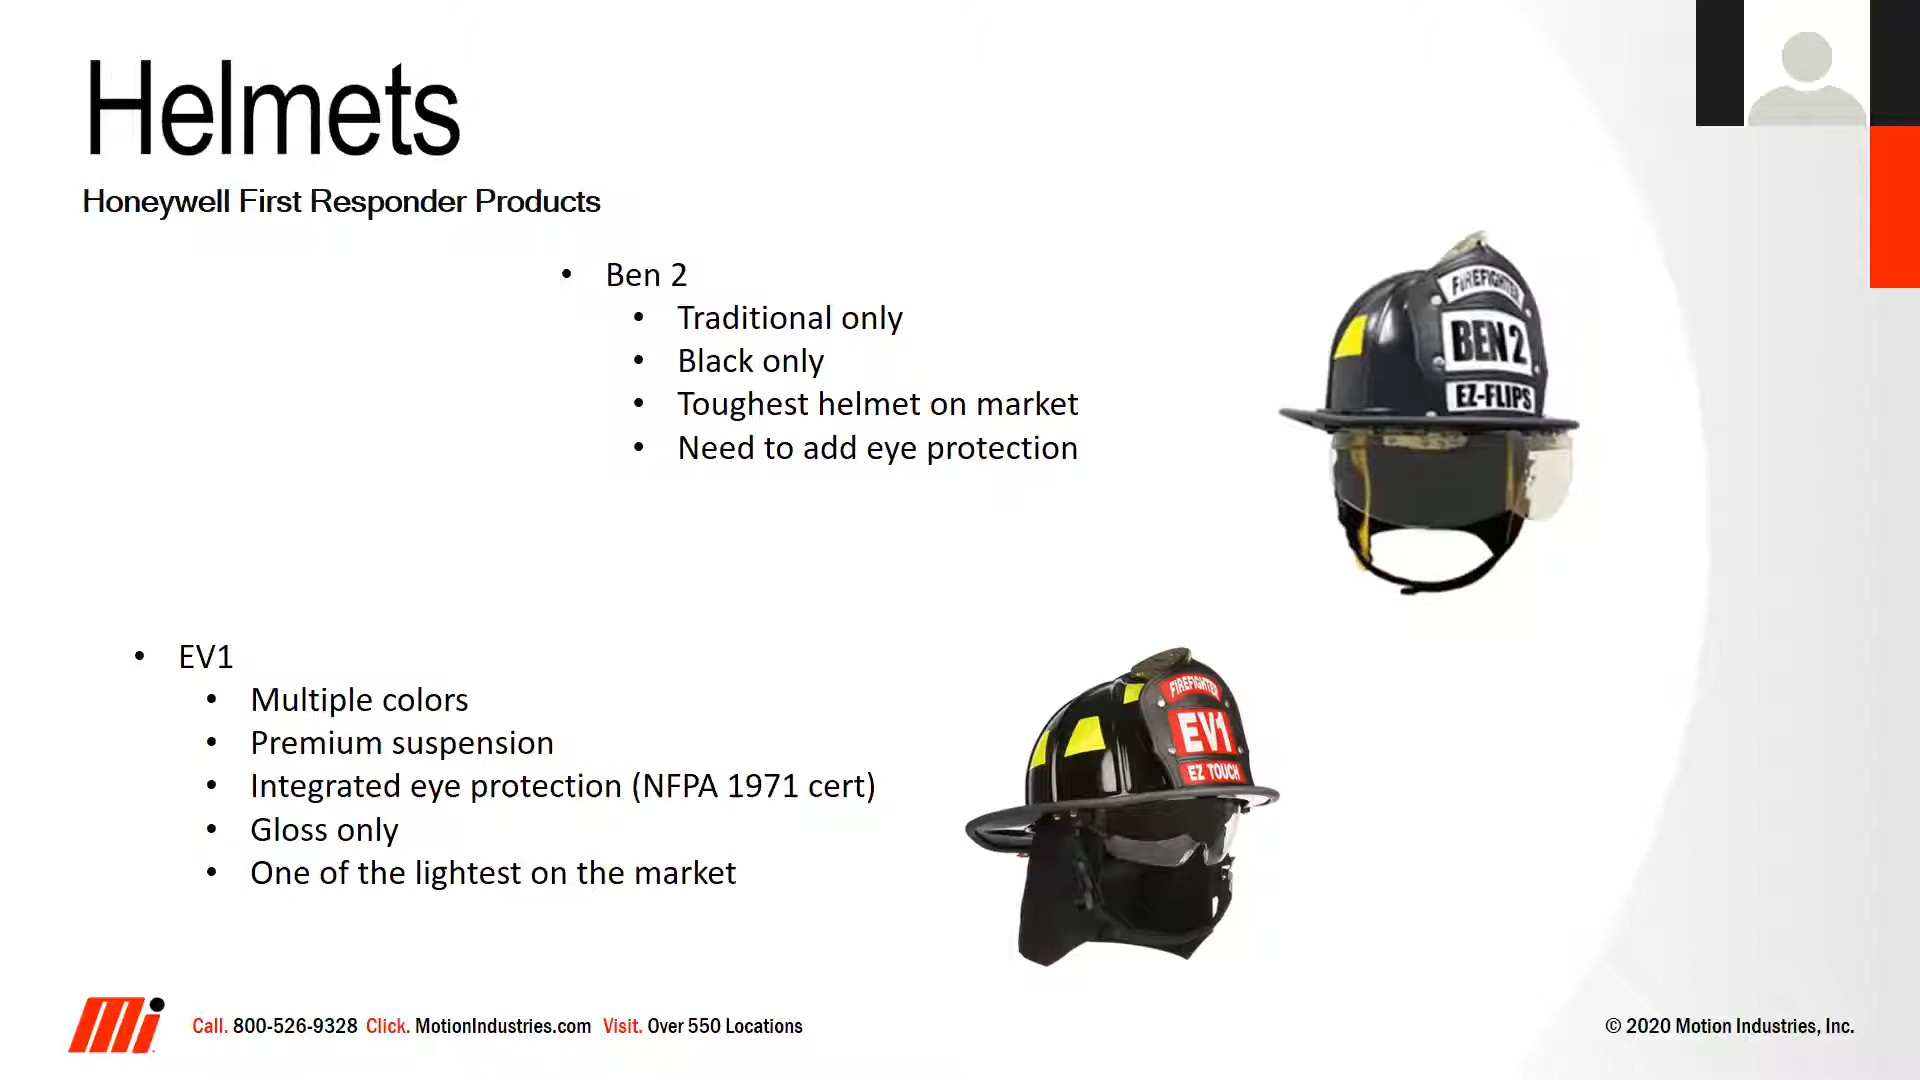 Helmets
Honeywell First Responder Products
• Ben 2
• Traditional only
• Black only
• Toughest helmet on market
• Need to add eye protection
FIREFIGHTER
BEN 2
EZ-FLIPS
• EV1
• Multiple colors
• Premium suspension
• Integrated eye protection (NFPA 1971 cert)
• Gloss only
• One of the lightest on the market
FIREFIGHTER
EV1
EZ TOUCH
Mi Call. 800-526-9328 Click. MotionIndustries.com Visit. Over 550 Locations
© 2020 Motion Industries, Inc.